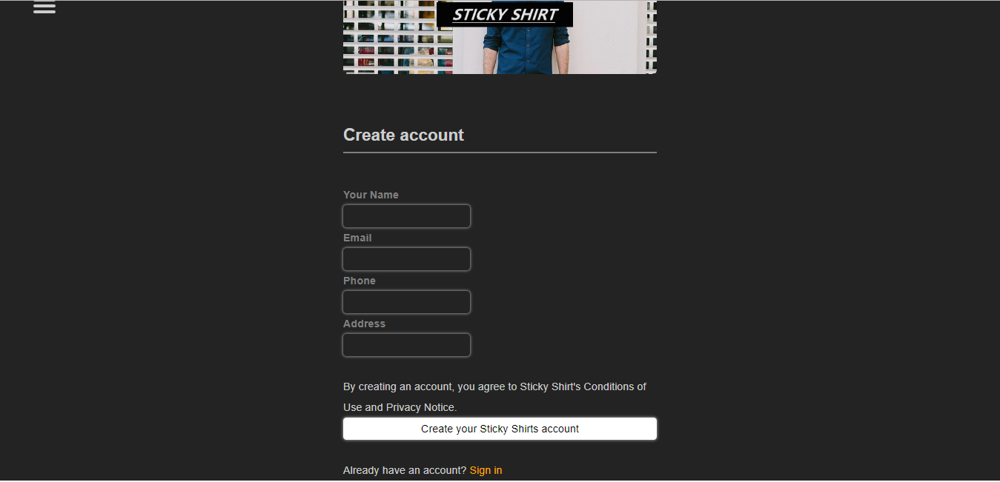 STICKY SHIRT
Create account
Your Name
Email
Phone
Address
By creating an account, you agree to Sticky Shirt's Conditions of
Use and Privacy Notice.
Create your Sticky Shirts account
Already have an account? Sign in